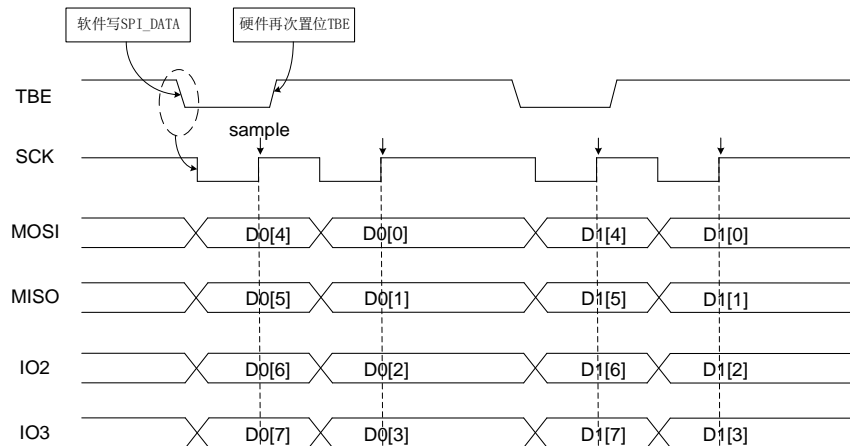 软件写SPI_DATA
硬件再次置位TBE
TBE
sample
SCK
MOSI D0[4] D0[0] D1[4] D1[0]
MISO D0[5] D0[1] D1[5] D1[1]
IO2 D0[6] D0[2] D1[6] D1[2]
IO3 D0[7] D0[3] D1[7] D1[3]